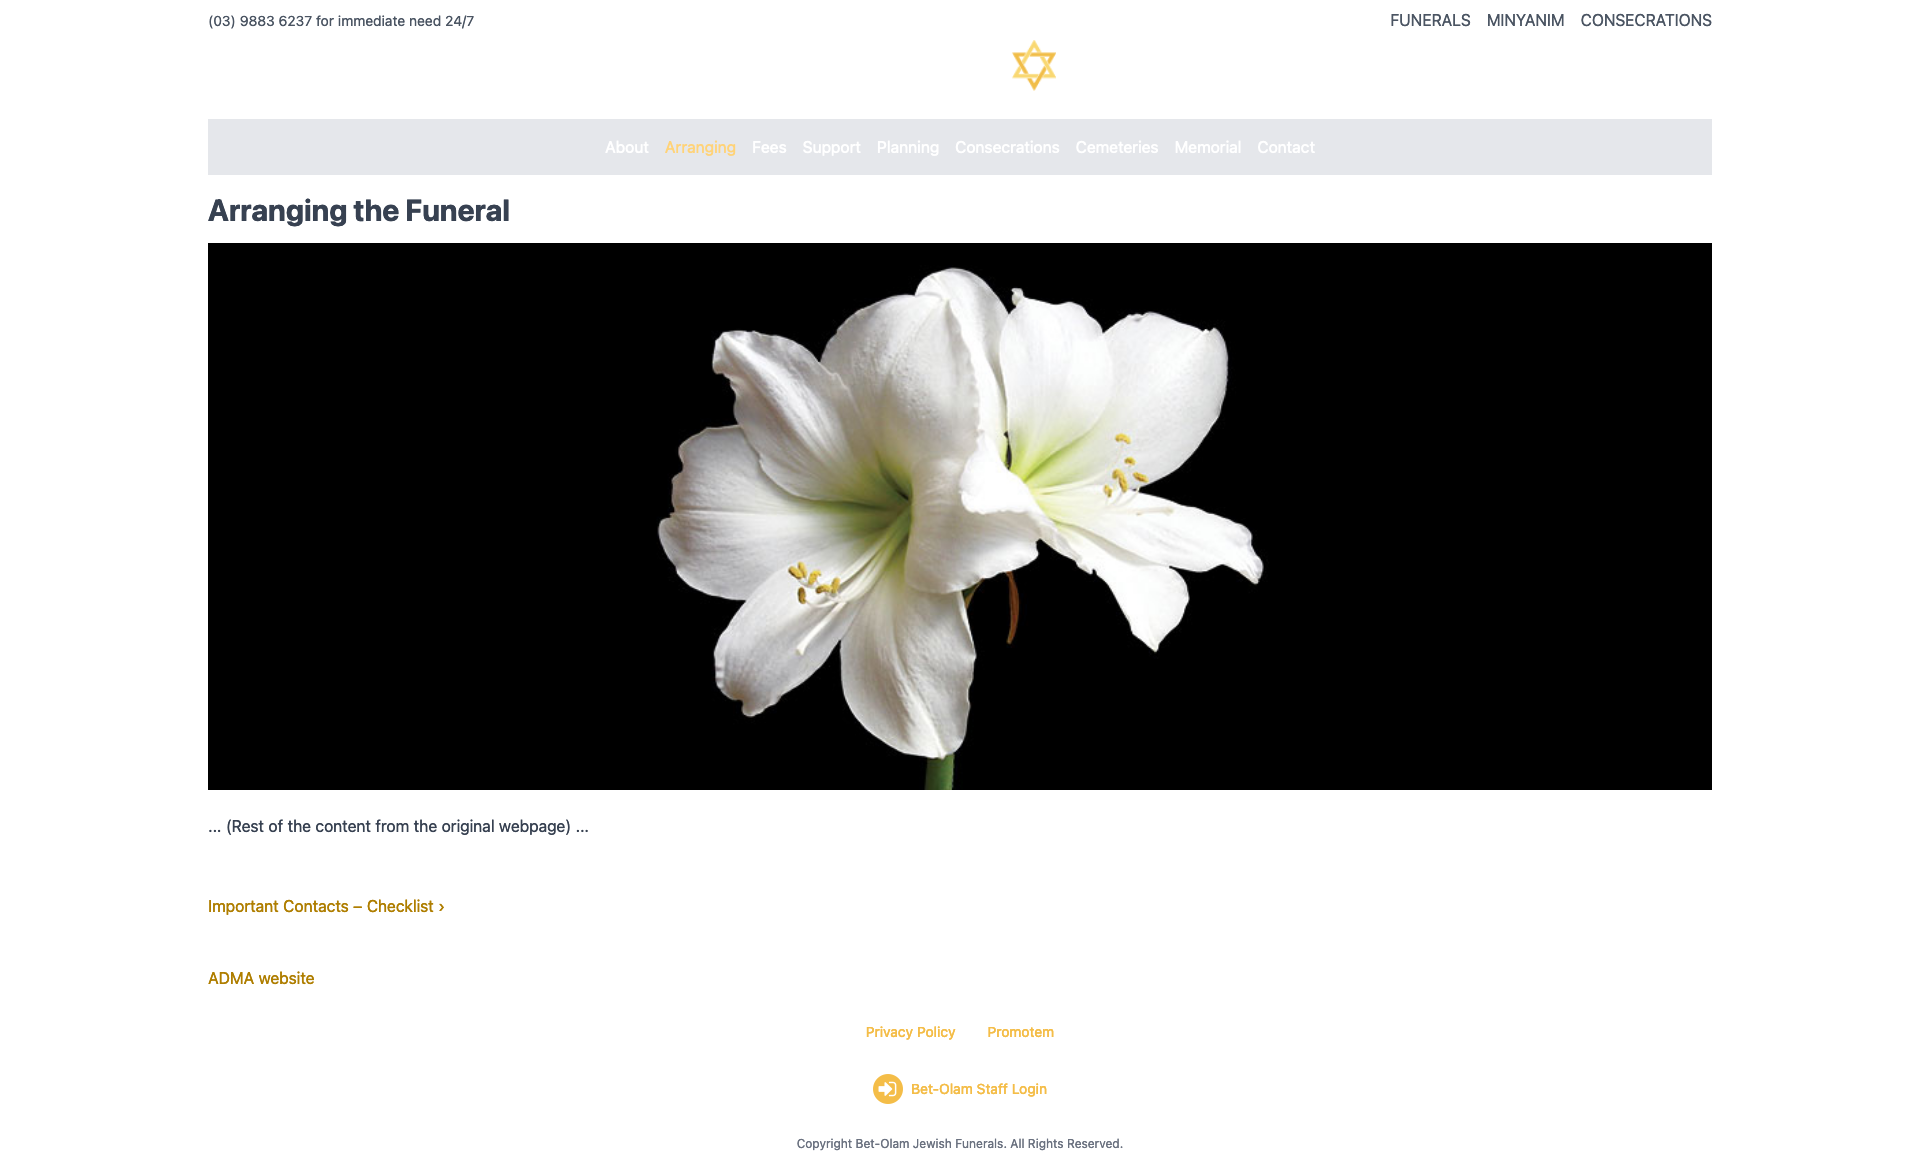 (03) 9883 6237 for immediate need 24/7
FUNERALS MINYANIM CONSECRATIONS
About Arranging Fees Support Planning Consecrations Cemeteries Memorial Contact
Arranging the Funeral
... (Rest of the content from the original webpage) ...
Important Contacts – Checklist ›
ADMA website
Privacy Policy Promotem
Bet-Olam Staff Login
Copyright Bet-Olam Jewish Funerals. All Rights Reserved.